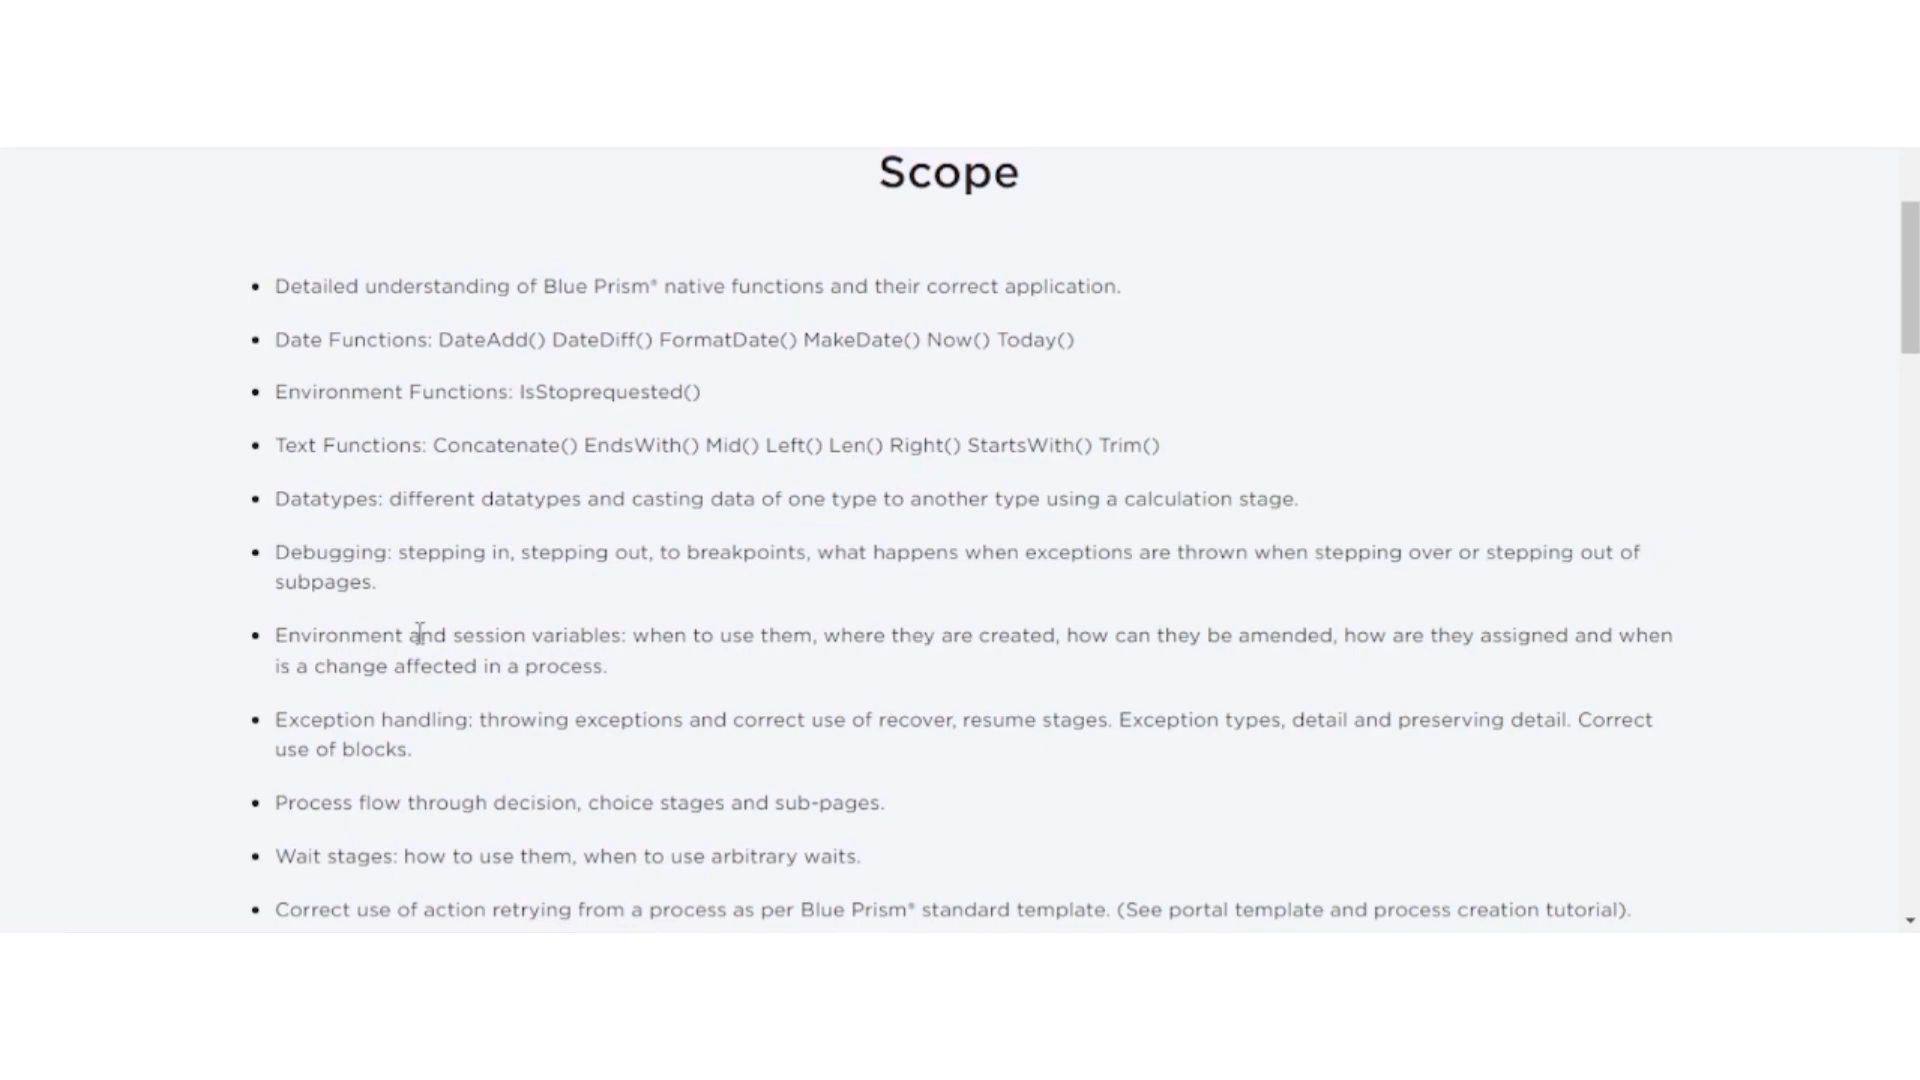 Scope
• Detailed understanding of Blue Prism® native functions and their correct application.
• Date Functions: DateAdd() DateDiff() FormatDate() MakeDate() Now() Today()
• Environment Functions: IsStoprequested()
• Text Functions: Concatenate() EndsWith() Mid() Left() Len() Right() StartsWith() Trim()
• Datatypes: different datatypes and casting data of one type to another type using a calculation stage.
• Debugging: stepping in, stepping out, to breakpoints, what happens when exceptions are thrown when stepping over or stepping out of
subpages.
• Environment and session variables: when to use them, where they are created, how can they be amended, how are they assigned and when
is a change affected in a process.
• Exception handling: throwing exceptions and correct use of recover, resume stages. Exception types, detail and preserving detail. Correct
use of blocks.
• Process flow through decision, choice stages and sub-pages.
• Wait stages: how to use them, when to use arbitrary waits.
• Correct use of action retrying from a process as per Blue Prism® standard template. (See portal template and process creation tutorial).